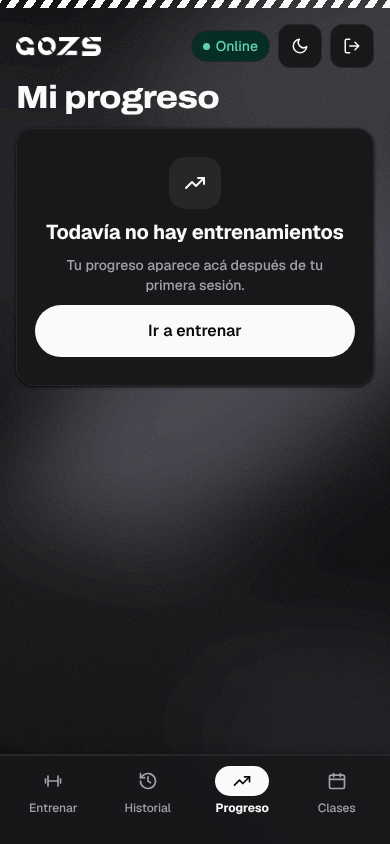 GOZS
Online
Mi progreso
Todavía no hay entrenamientos
Tu progreso aparece acá después de tu
primera sesión.
Ir a entrenar
Entrenar
Historial
Progreso
Clases